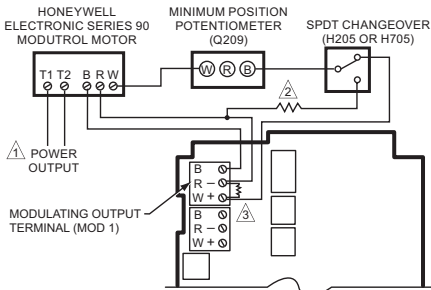 HONEYWELL
ELECTRONIC SERIES 90
MODUTROL MOTOR
MINIMUM POSITION
POTENTIOMETER
(Q209)
SPDT CHANGEOVER
(H205 OR H705)
T1 T2 B R W
W R B
2
1 POWER
OUTPUT
B
R –
W +
3
MODULATING OUTPUT
TERMINAL (MOD 1)
B
R –
W +